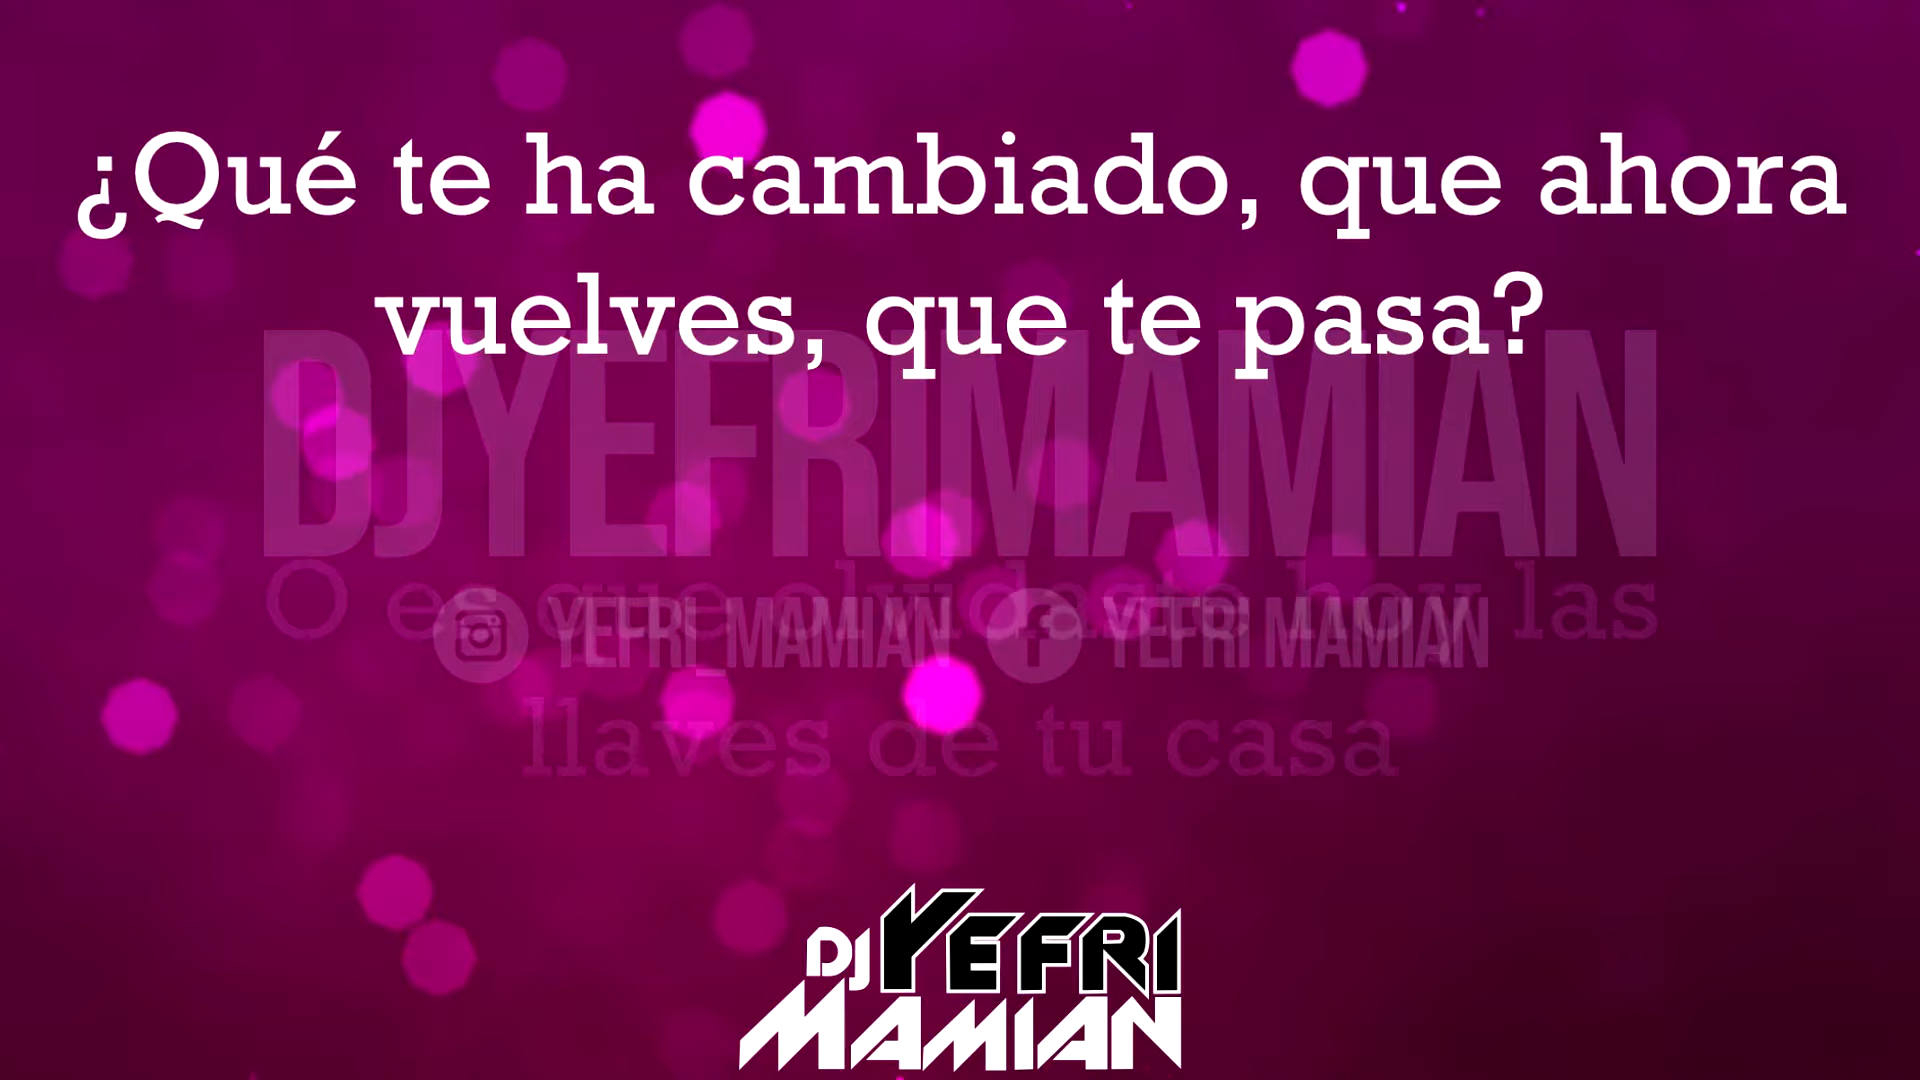 ¿Qué te ha cambiado, que ahora
vuelves, que te pasa?
DJYEFRIMAMIAN
O es que olvidaste hoy las
YEFRI_MAMIAN YEFRI MAMIAN
llaves de tu casa
DJ YEFRI
MAMIAN